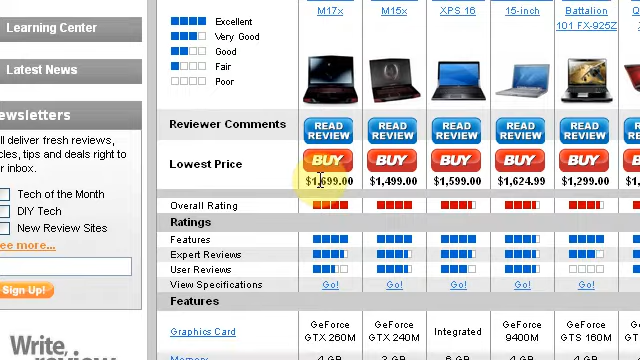 Learning Center
Latest News
ewsletters
ll deliver fresh reviews,
cles, tips and deals right to
r inbox.
Tech of the Month
DIY Tech
New Review Sites
ee more...
Sign Up!
Write,
review
Excellent
Very Good
Good
Fair
Poor
M17x M15x XPS 16 15-inch Battalion
101 FX-925Z
Reviewer Comments READ REVIEW READ REVIEW READ REVIEW READ REVIEW READ REVIEW
Lowest Price BUY BUY BUY BUY BUY
$1,699.00 $1,499.00 $1,599.00 $1,624.99 $1,299.00
Overall Rating
Ratings
Features
Expert Reviews
User Reviews
View Specifications Go! Go! Go! Go! Go!
Features
Graphics Card GeForce GTX 260M GeForce GTX 240M Integrated GeForce 9400M GeForce GTS 160M
Memory 4 GB